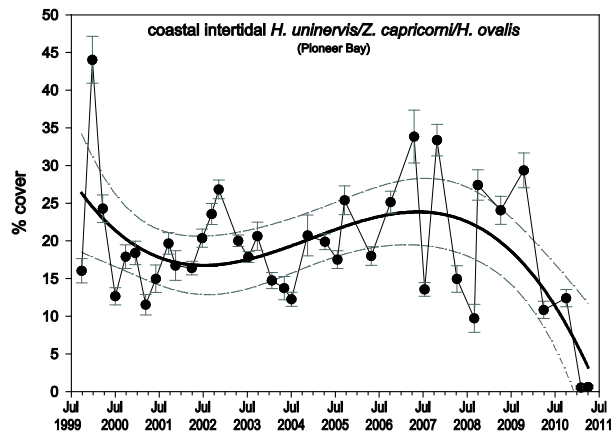 coastal intertidal H. uninervis/Z. capricorni/H. ovalis
(Pioneer Bay)
% cover
50
45
40
35
30
25
20
15
10
5
0
Jul Jul Jul Jul Jul Jul Jul Jul Jul Jul Jul Jul Jul
1999 2000 2001 2002 2003 2004 2005 2006 2007 2008 2009 2010 2011